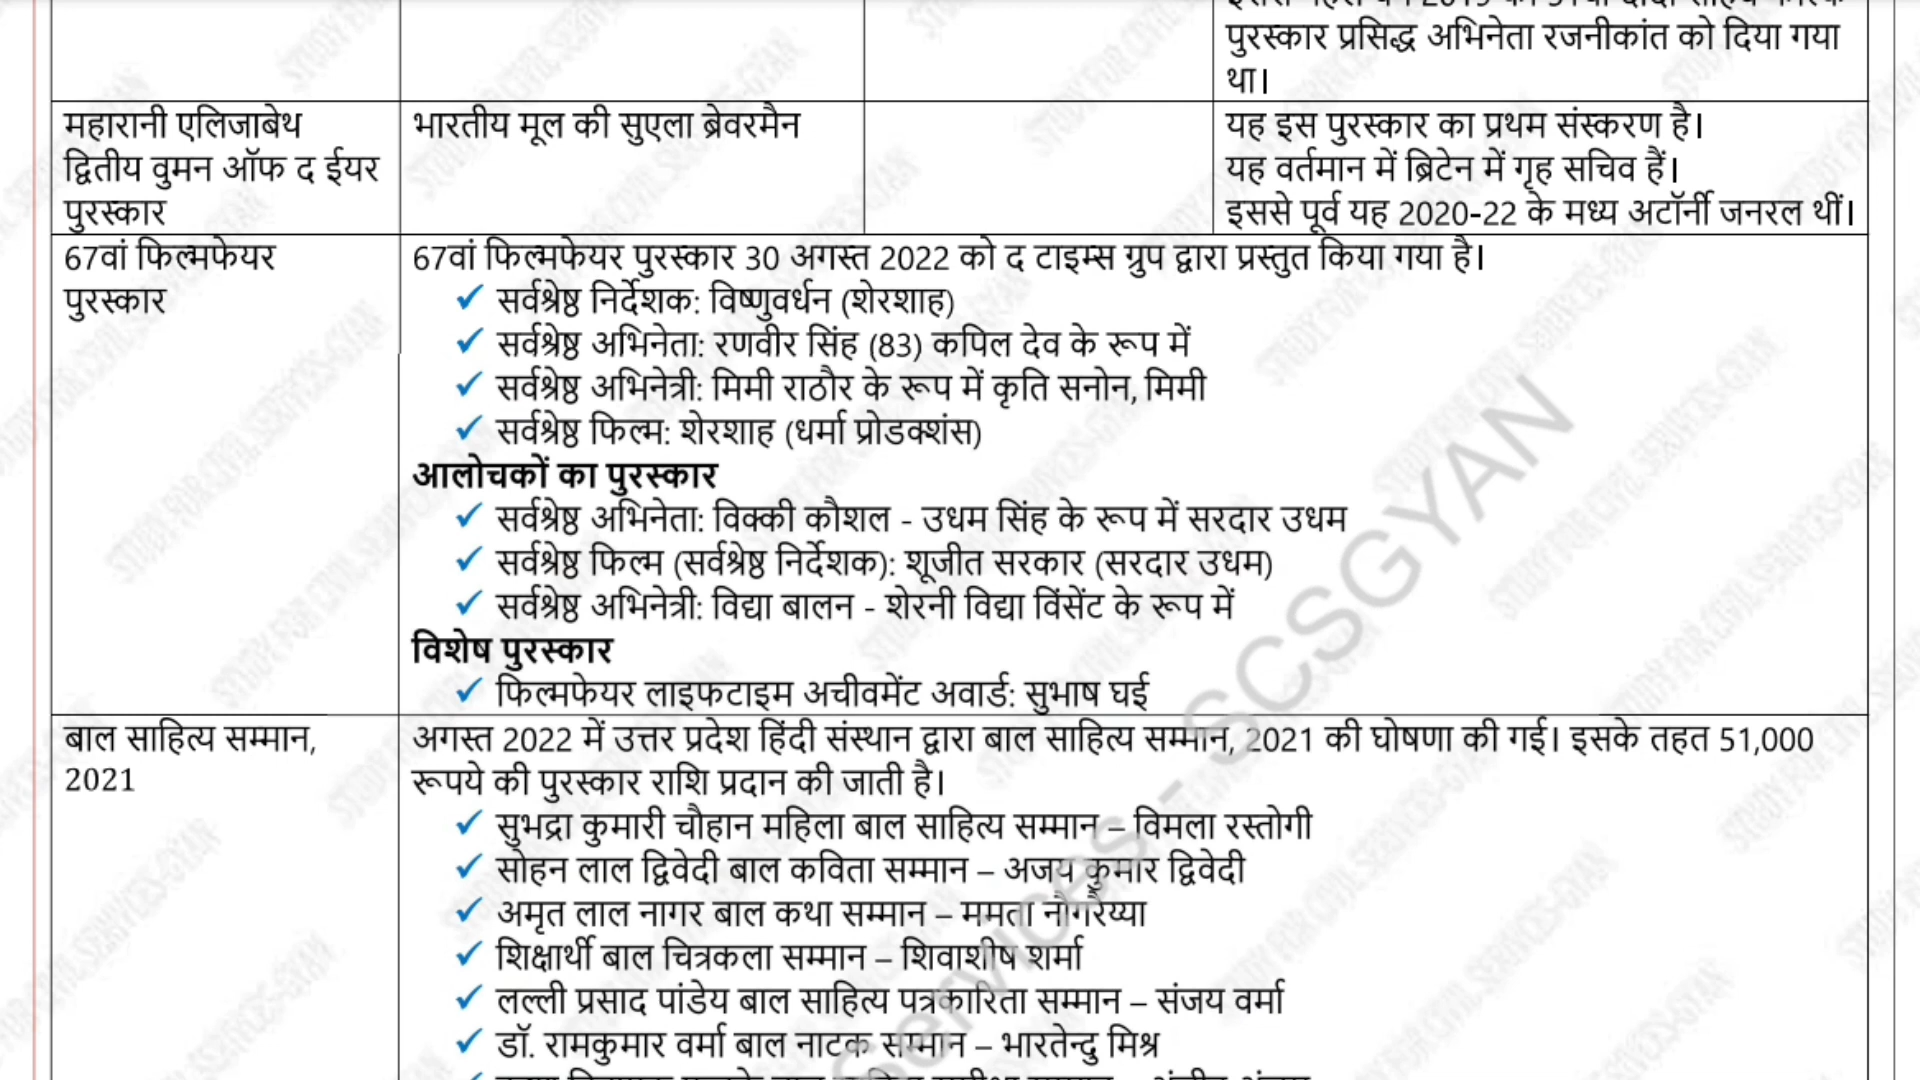 पुरस्कार प्रसिद्ध अभिनेता रजनीकांत को दिया गया
था।
महारानी एलिजाबेथ
द्वितीय वुमन ऑफ द ईयर
पुरस्कार
भारतीय मूल की सुएला ब्रेवरमैन
यह इस पुरस्कार का प्रथम संस्करण है।
यह वर्तमान में ब्रिटेन में गृह सचिव हैं।
इससे पूर्व यह 2020-22 के मध्य अटॉर्नी जनरल थीं।
67वां फिल्मफेयर
पुरस्कार
67वां फिल्मफेयर पुरस्कार 30 अगस्त 2022 को द टाइम्स ग्रुप द्वारा प्रस्तुत किया गया है।
✓ सर्वश्रेष्ठ निर्देशक: विष्णुवर्धन (शेरशाह)
✓ सर्वश्रेष्ठ अभिनेता: रणवीर सिंह (83) कपिल देव के रूप में
✓ सर्वश्रेष्ठ अभिनेत्री: मिमी राठौर के रूप में कृति सनोन, मिमी
✓ सर्वश्रेष्ठ फिल्म: शेरशाह (धर्मा प्रोडक्शंस)
आलोचकों का पुरस्कार
✓ सर्वश्रेष्ठ अभिनेता: विक्की कौशल - उधम सिंह के रूप में सरदार उधम
✓ सर्वश्रेष्ठ फिल्म (सर्वश्रेष्ठ निर्देशक): शूजीत सरकार (सरदार उधम)
✓ सर्वश्रेष्ठ अभिनेत्री: विद्या बालन - शेरनी विद्या विंसेंट के रूप में
विशेष पुरस्कार
✓ फिल्मफेयर लाइफटाइम अचीवमेंट अवार्ड: सुभाष घई
बाल साहित्य सम्मान,
2021
अगस्त 2022 में उत्तर प्रदेश हिंदी संस्थान द्वारा बाल साहित्य सम्मान, 2021 की घोषणा की गई। इसके तहत 51,000
रूपये की पुरस्कार राशि प्रदान की जाती है।
✓ सुभद्रा कुमारी चौहान महिला बाल साहित्य सम्मान – विमला रस्तोगी
✓ सोहन लाल द्विवेदी बाल कविता सम्मान – अजय कुमार द्विवेदी
✓ अमृत लाल नागर बाल कथा सम्मान – ममता नौगरैय्या
✓ शिक्षार्थी बाल चित्रकला सम्मान – शिवाशीष शर्मा
✓ लल्ली प्रसाद पांडेय बाल साहित्य पत्रकारिता सम्मान – संजय वर्मा
✓ डॉ. रामकुमार वर्मा बाल नाटक सम्मान – भारतेन्दु मिश्र
Services - SCSGYAN